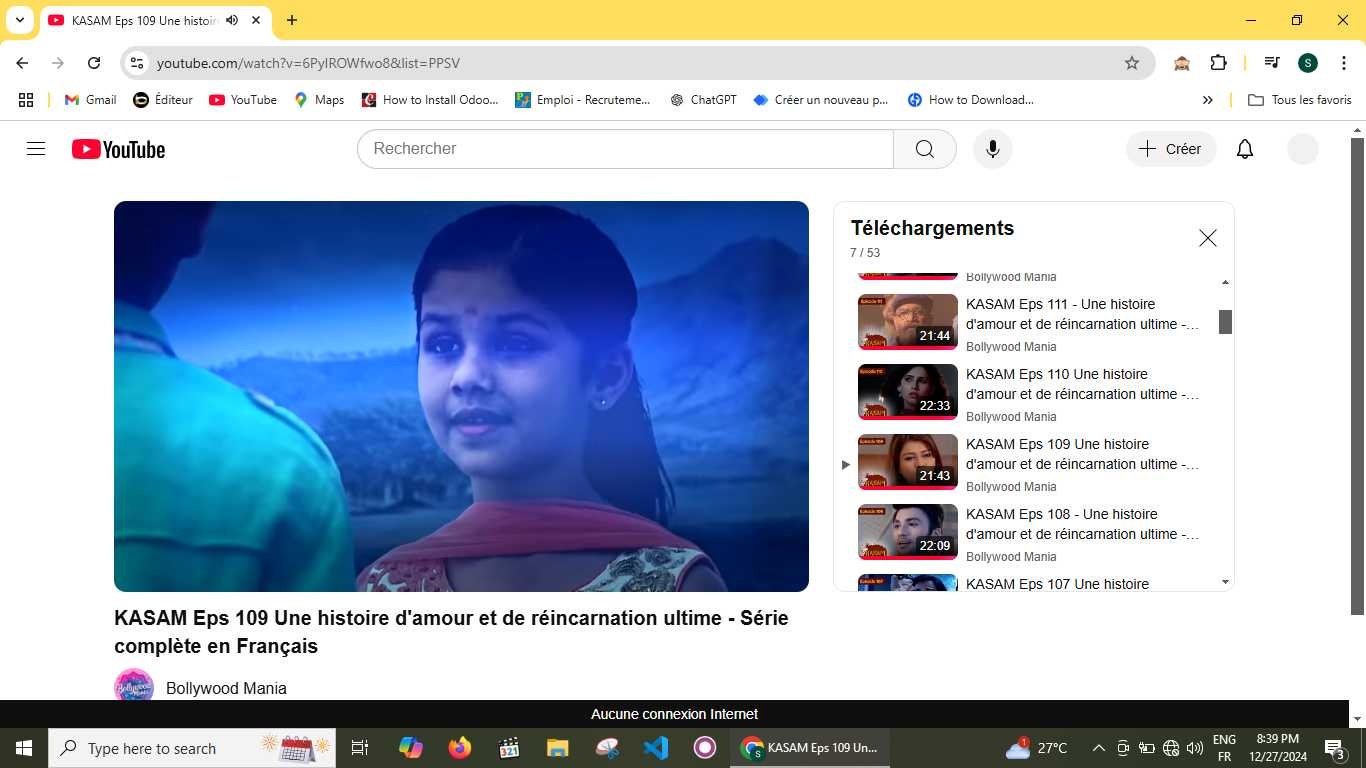 KASAM Eps 109 Une histoir
youtube.com/watch?v=6PyIROWfwo8&list=PPSV
S
Gmail
Éditeur
YouTube
Maps
How to Install Odoo...
Emploi - Recruteme...
ChatGPT
Créer un nouveau p...
How to Download...
Tous les favoris
YouTube
Rechercher
Créer
Téléchargements
7 / 53
Bollywood Mania
KASAM Eps 111 - Une histoire
d'amour et de réincarnation ultime -...
21:44
Bollywood Mania
KASAM Eps 110 Une histoire
d'amour et de réincarnation ultime -...
22:33
Bollywood Mania
KASAM Eps 109 Une histoire
d'amour et de réincarnation ultime -...
21:43
Bollywood Mania
KASAM Eps 108 - Une histoire
d'amour et de réincarnation ultime -...
22:09
Bollywood Mania
KASAM Eps 107 Une histoire
KASAM Eps 109 Une histoire d'amour et de réincarnation ultime - Série
complète en Français
Bollywood Mania
Aucune connexion Internet
Type here to search
321
KASAM Eps 109 Un...
1
27°C
ENG
FR
8:39 PM
12/27/2024
3